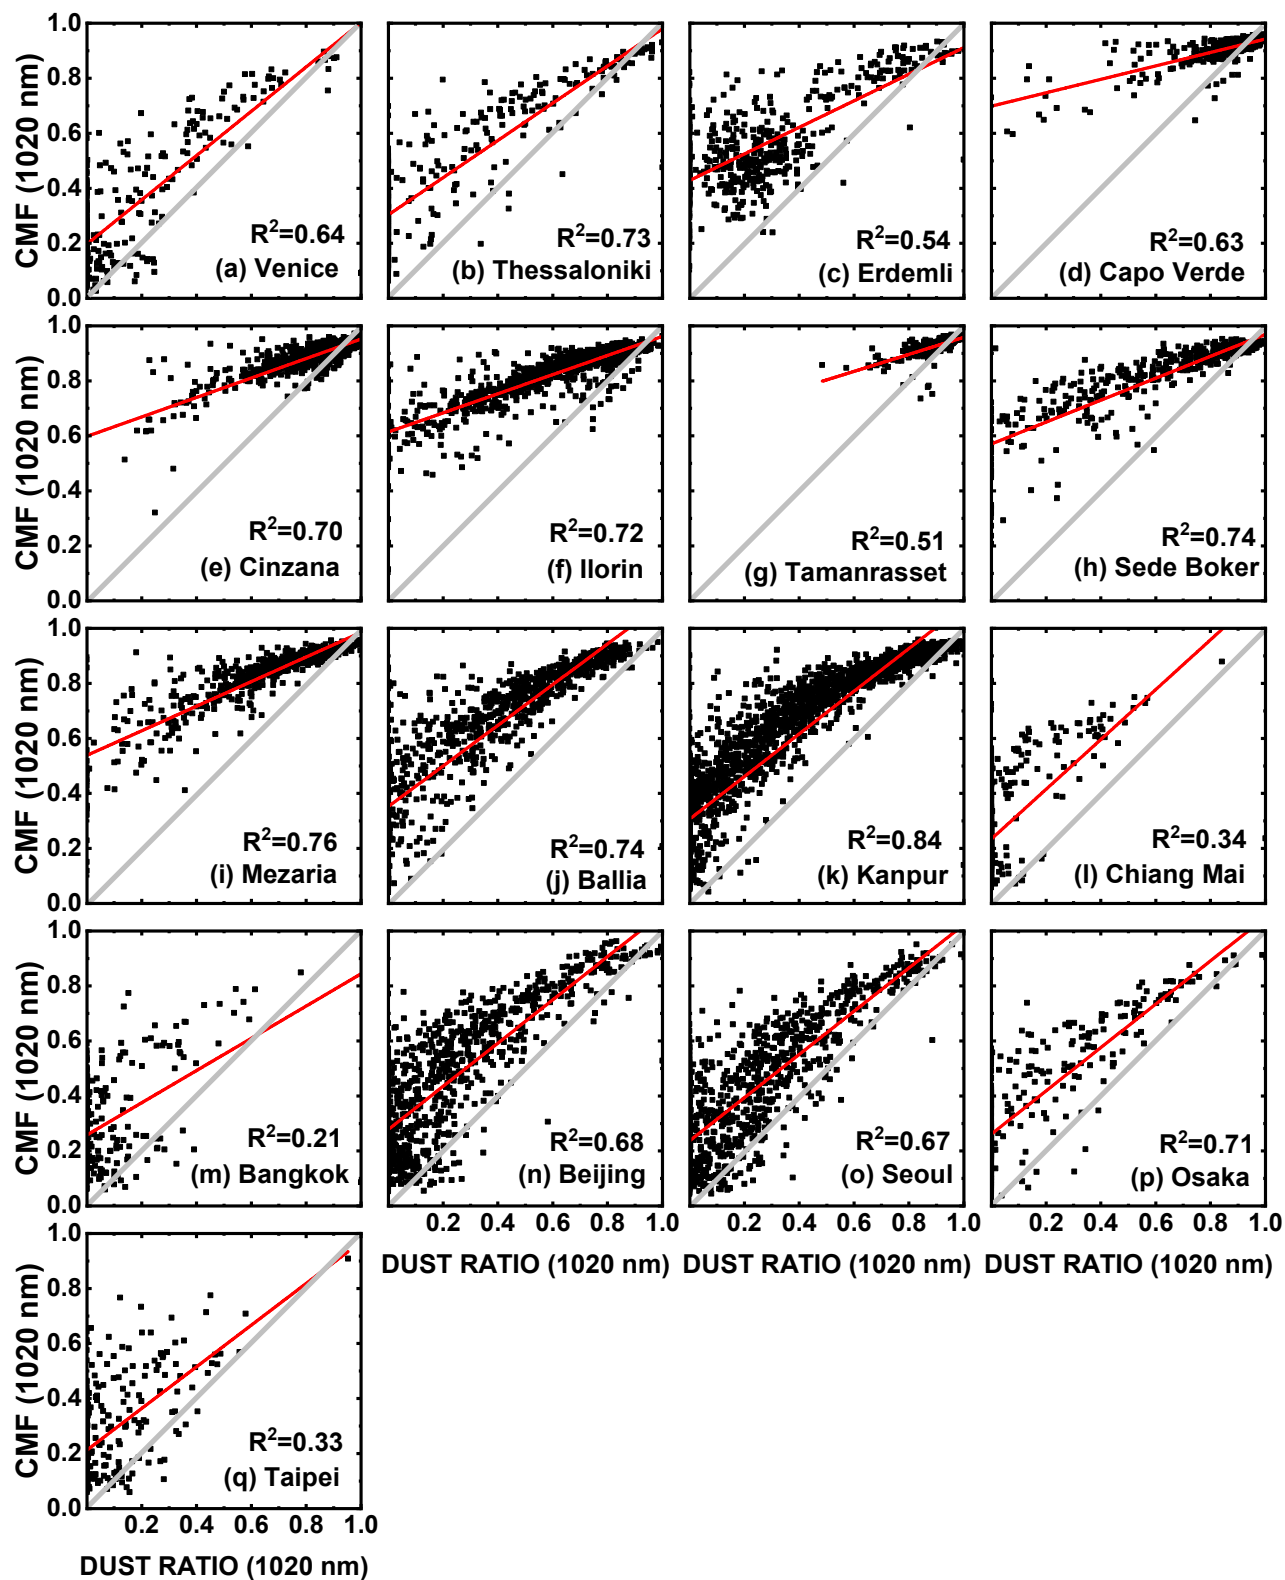 1.0
0.8
0.6
0.4
0.2
0.0
CMF (1020 nm)
R²=0.64
(a) Venice
R²=0.73
(b) Thessaloniki
R²=0.54
(c) Erdemli
R²=0.63
(d) Capo Verde
1.0
0.8
0.6
0.4
0.2
0.0
CMF (1020 nm)
R²=0.70
(e) Cinzana
R²=0.72
(f) Ilorin
R²=0.51
(g) Tamanrasset
R²=0.74
(h) Sede Boker
1.0
0.8
0.6
0.4
0.2
0.0
CMF (1020 nm)
R²=0.76
(i) Mezaria
R²=0.74
(j) Ballia
R²=0.84
(k) Kanpur
R²=0.34
(l) Chiang Mai
1.0
0.8
0.6
0.4
0.2
0.0
CMF (1020 nm)
R²=0.21
(m) Bangkok
R²=0.68
(n) Beijing
R²=0.67
(o) Seoul
R²=0.71
(p) Osaka
0.2 0.4 0.6 0.8 1.0
0.2 0.4 0.6 0.8 1.0
0.2 0.4 0.6 0.8 1.0
DUST RATIO (1020 nm)
DUST RATIO (1020 nm)
DUST RATIO (1020 nm)
1.0
0.8
0.6
0.4
0.2
0.0
CMF (1020 nm)
R²=0.33
(q) Taipei
0.2 0.4 0.6 0.8 1.0
DUST RATIO (1020 nm)